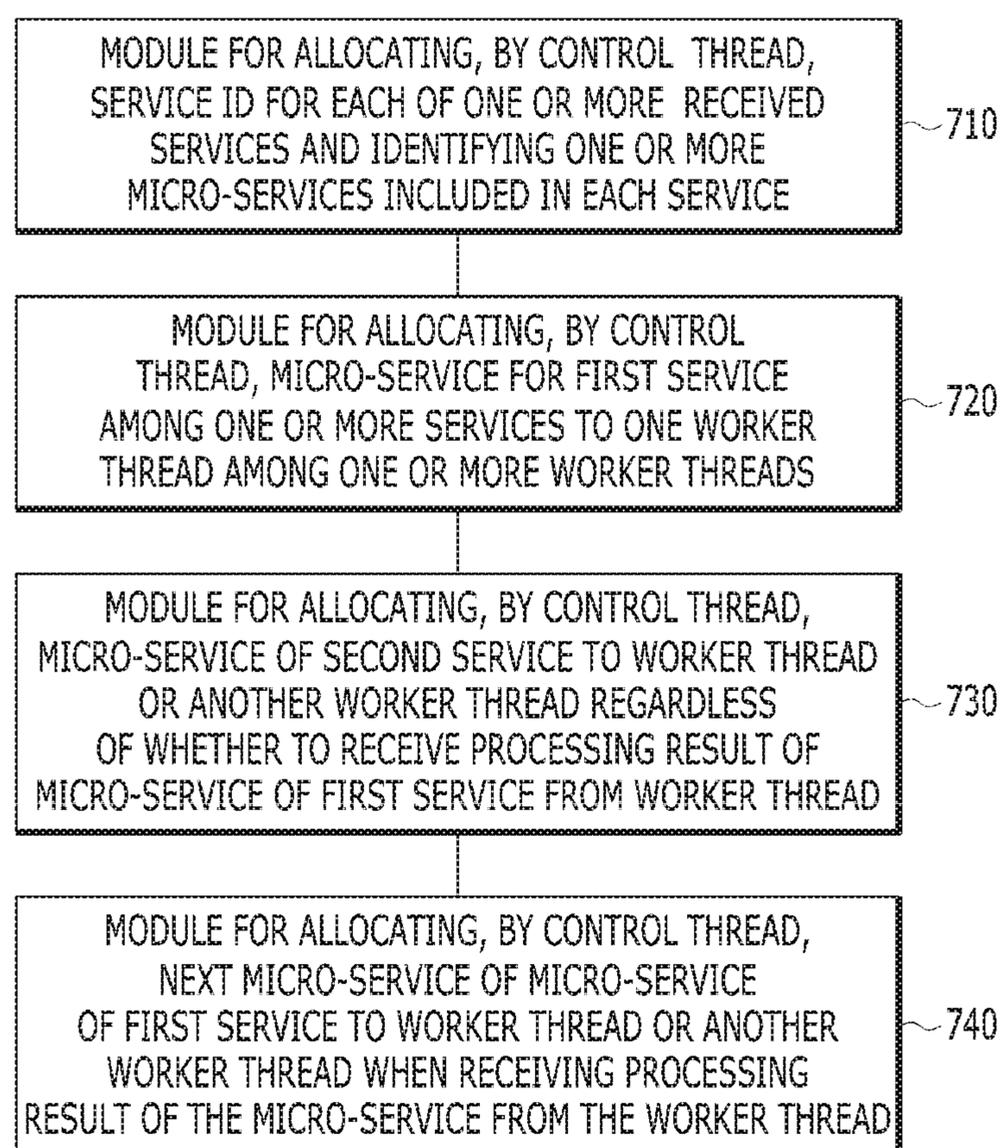 MODULE FOR ALLOCATING, BY CONTROL THREAD,
SERVICE ID FOR EACH OF ONE OR MORE RECEIVED
SERVICES AND IDENTIFYING ONE OR MORE
MICRO-SERVICES INCLUDED IN EACH SERVICE
710
MODULE FOR ALLOCATING, BY CONTROL
THREAD, MICRO-SERVICE FOR FIRST SERVICE
AMONG ONE OR MORE SERVICES TO ONE WORKER
THREAD AMONG ONE OR MORE WORKER THREADS
720
MODULE FOR ALLOCATING, BY CONTROL THREAD,
MICRO-SERVICE OF SECOND SERVICE TO WORKER THREAD
OR ANOTHER WORKER THREAD REGARDLESS
OF WHETHER TO RECEIVE PROCESSING RESULT OF
MICRO-SERVICE OF FIRST SERVICE FROM WORKER THREAD
730
MODULE FOR ALLOCATING, BY CONTROL THREAD,
NEXT MICRO-SERVICE OF MICRO-SERVICE
OF FIRST SERVICE TO WORKER THREAD OR ANOTHER
WORKER THREAD WHEN RECEIVING PROCESSING
RESULT OF THE MICRO-SERVICE FROM THE WORKER THREAD
740